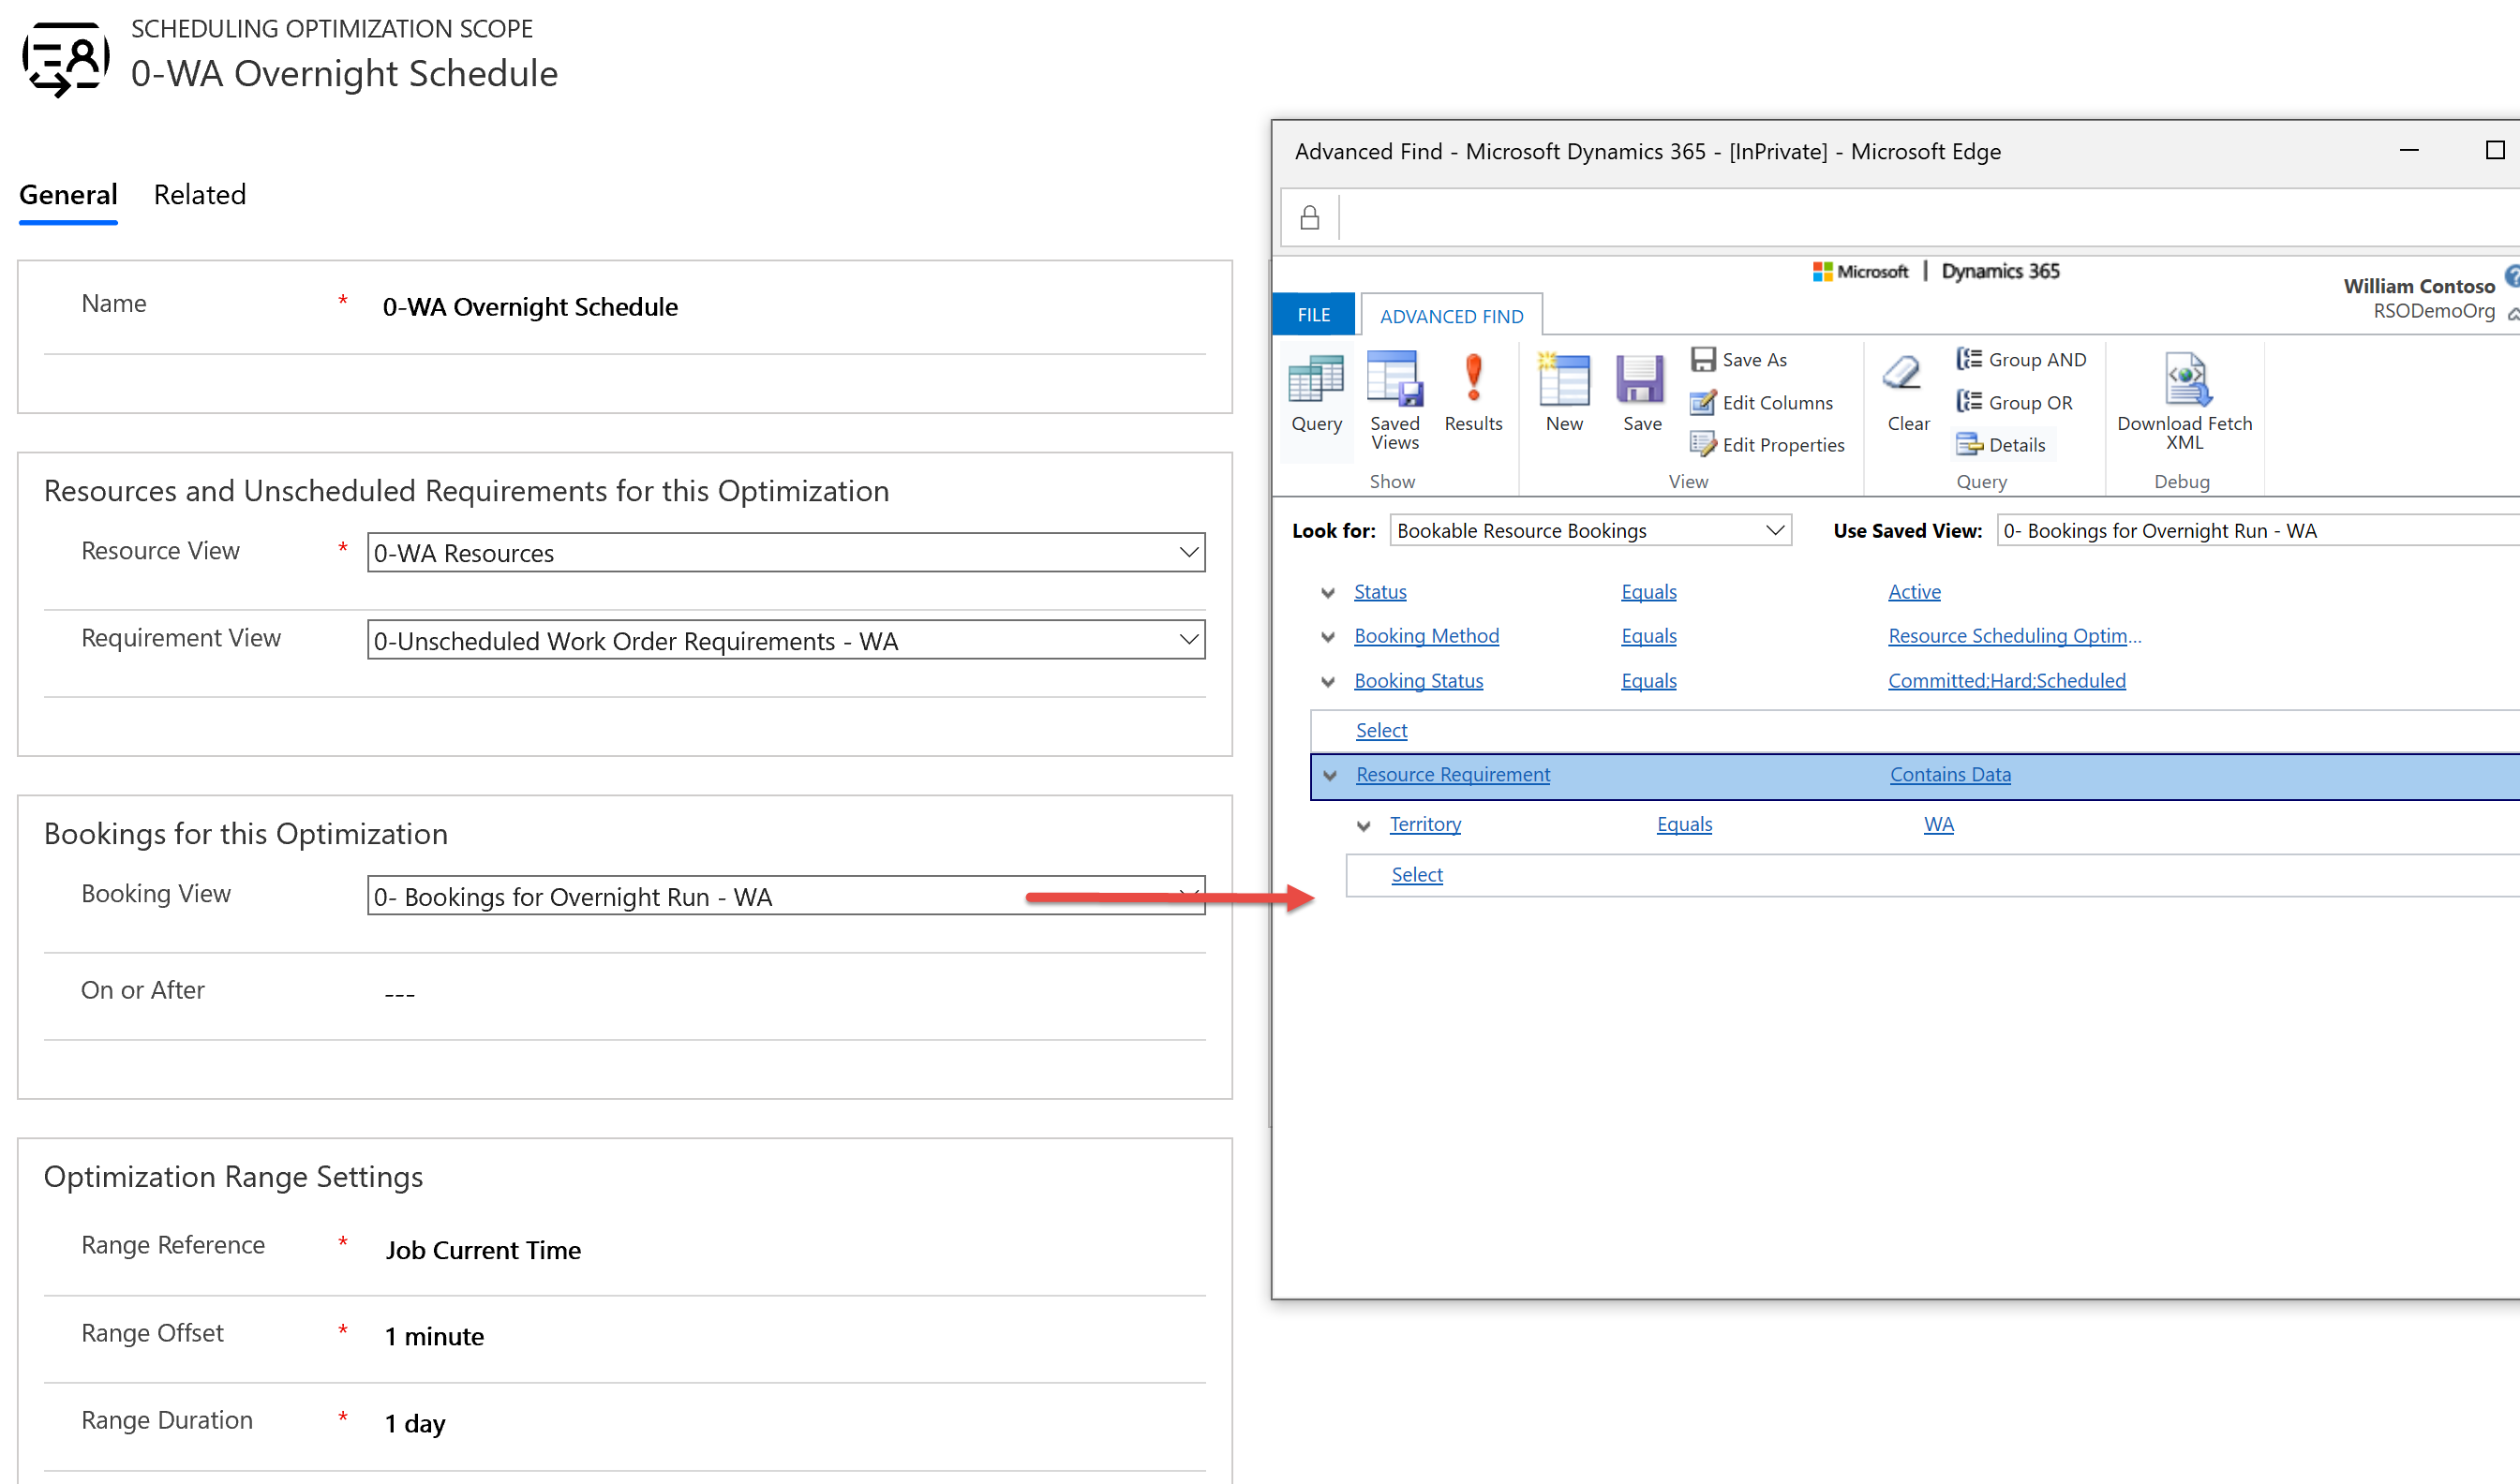 SCHEDULING OPTIMIZATION SCOPE
0-WA Overnight Schedule
General Related
Name * 0-WA Overnight Schedule
Resources and Unscheduled Requirements for this Optimization
Resource View * 0-WA Resources
Requirement View 0-Unscheduled Work Order Requirements - WA
Bookings for this Optimization
Booking View 0- Bookings for Overnight Run - WA
On or After ---
Optimization Range Settings
Range Reference * Job Current Time
Range Offset * 1 minute
Range Duration * 1 day
Advanced Find - Microsoft Dynamics 365 - [InPrivate] - Microsoft Edge
Microsoft | Dynamics 365
William Contoso
RSODemoOrg
FILE ADVANCED FIND
Query
Saved Views
Results
Show
New
Save
Save As
Edit Columns
Edit Properties
View
Clear
Group AND
Group OR
Details
Query
Download Fetch XML
Debug
Look for: Bookable Resource Bookings Use Saved View: 0- Bookings for Overnight Run - WA
Status Equals Active
Booking Method Equals Resource Scheduling Optim...
Booking Status Equals Committed;Hard;Scheduled
Select
Resource Requirement Contains Data
Territory Equals WA
Select